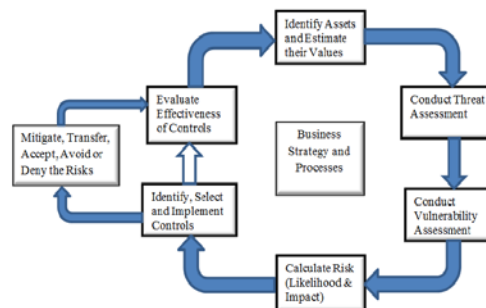 Identify Assets
and Estimate
their Values
Evaluate
Effectiveness
of Controls
Conduct Threat
Assessment
Mitigate, Transfer,
Accept, Avoid or
Deny the Risks
Business
Strategy and
Processes
Identify, Select
and Implement
Controls
Conduct
Vulnerability
Assessment
Calculate Risk
(Likelihood &
Impact)